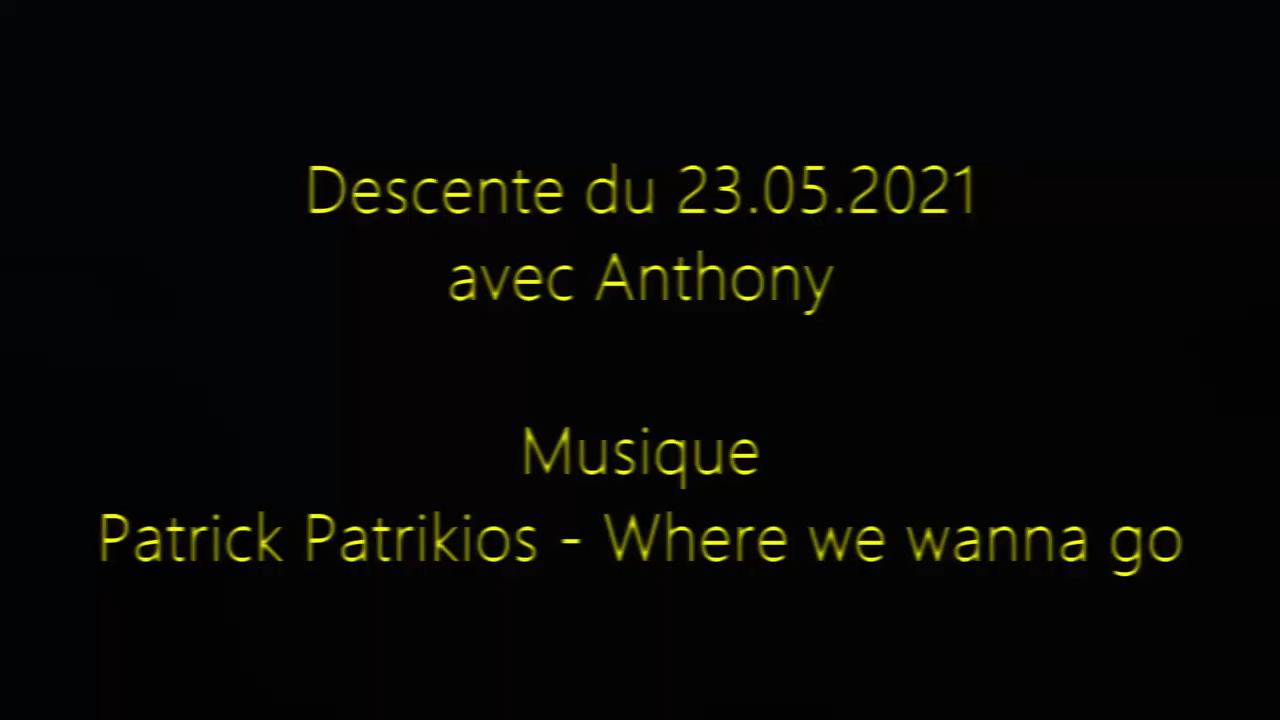 Descente du 23.05.2021
avec Anthony
Musique
Patrick Patrikios - Where we wanna go